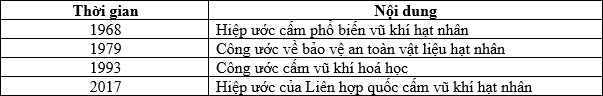 Thời gian Nội dung
1968 Hiệp ước cấm phổ biến vũ khí hạt nhân
1979 Công ước về bảo vệ an toàn vật liệu hạt nhân
1993 Công ước cấm vũ khí hoá học
2017 Hiệp ước của Liên hợp quốc cấm vũ khí hạt nhân